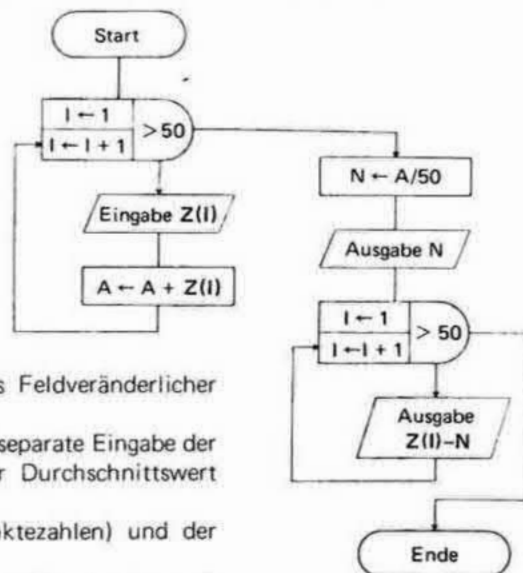 Start
I ← 1
I ← I + 1
> 50
Eingabe Z(I)
A ← A + Z(I)
N ← A/50
Ausgabe N
I ← 1
I ←I + 1
> 50
Ausgabe
Z(I)–N
Ende
s Feldveränderlicher
separate Eingabe der
r Durchschnittswert
ktezahlen) und der